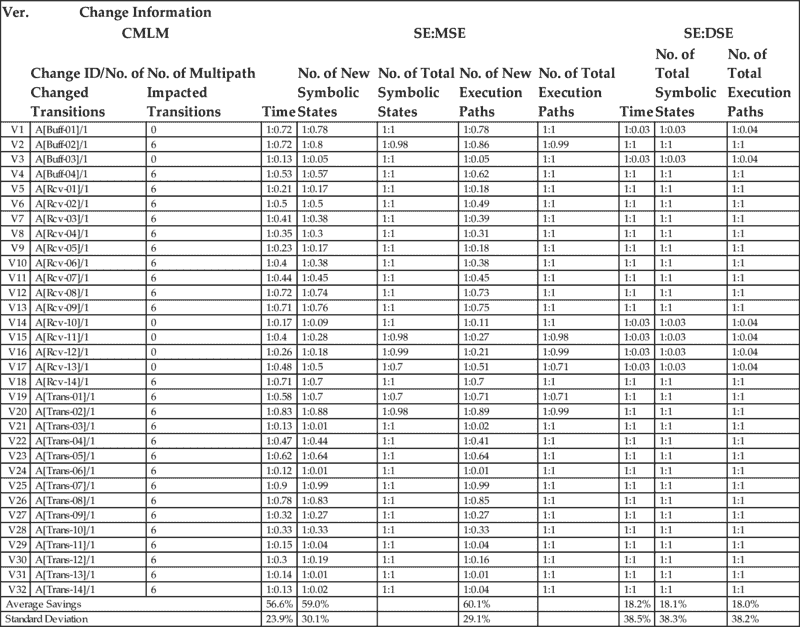 Ver. Change Information
CMLM SE:MSE SE:DSE
No. of No. of
Change ID/No. of No. of Multipath No. of New No. of Total No. of New No. of Total Total Total
Changed Impacted Symbolic Symbolic Execution Execution Symbolic Execution
Transitions Transitions Time States States Paths Paths Time States Paths
V1 A[Buff-01]/1 0 1:0.72 1:0.78 1:1 1:0.78 1:1 1:0.03 1:0.03 1:0.04
V2 A[Buff-02]/1 6 1:0.72 1:0.8 1:0.98 1:0.86 1:0.99 1:1 1:1 1:1
V3 A[Buff-03]/1 0 1:0.13 1:0.05 1:1 1:0.05 1:1 1:0.03 1:0.03 1:0.04
V4 A[Buff-04]/1 6 1:0.53 1:0.57 1:1 1:0.62 1:1 1:1 1:1 1:1
V5 A[Rcv-01]/1 6 1:0.21 1:0.17 1:1 1:0.18 1:1 1:1 1:1 1:1
V6 A[Rcv-02]/1 6 1:0.5 1:0.5 1:1 1:0.49 1:1 1:1 1:1 1:1
V7 A[Rcv-03]/1 6 1:0.41 1:0.38 1:1 1:0.39 1:1 1:1 1:1 1:1
V8 A[Rcv-04]/1 6 1:0.35 1:0.3 1:1 1:0.31 1:1 1:1 1:1 1:1
V9 A[Rcv-05]/1 6 1:0.23 1:0.17 1:1 1:0.18 1:1 1:1 1:1 1:1
V10 A[Rcv-06]/1 6 1:0.4 1:0.38 1:1 1:0.38 1:1 1:1 1:1 1:1
V11 A[Rcv-07]/1 6 1:0.44 1:0.45 1:1 1:0.45 1:1 1:1 1:1 1:1
V12 A[Rcv-08]/1 6 1:0.72 1:0.74 1:1 1:0.73 1:1 1:1 1:1 1:1
V13 A[Rcv-09]/1 6 1:0.71 1:0.76 1:1 1:0.75 1:1 1:1 1:1 1:1
V14 A[Rcv-10]/1 0 1:0.17 1:0.09 1:1 1:0.11 1:1 1:0.03 1:0.03 1:0.04
V15 A[Rcv-11]/1 0 1:0.4 1:0.28 1:0.98 1:0.27 1:0.98 1:0.03 1:0.03 1:0.04
V16 A[Rcv-12]/1 0 1:0.26 1:0.18 1:0.99 1:0.21 1:0.99 1:0.03 1:0.03 1:0.04
V17 A[Rcv-13]/1 0 1:0.48 1:0.5 1:0.7 1:0.51 1:0.71 1:0.03 1:0.03 1:0.04
V18 A[Rcv-14]/1 6 1:0.71 1:0.7 1:1 1:0.7 1:1 1:1 1:1 1:1
V19 A[Trans-01]/1 6 1:0.58 1:0.7 1:0.7 1:0.71 1:0.71 1:1 1:1 1:1
V20 A[Trans-02]/1 6 1:0.83 1:0.88 1:0.98 1:0.89 1:0.99 1:1 1:1 1:1
V21 A[Trans-03]/1 6 1:0.13 1:0.01 1:1 1:0.02 1:1 1:1 1:1 1:1
V22 A[Trans-04]/1 6 1:0.47 1:0.44 1:1 1:0.41 1:1 1:1 1:1 1:1
V23 A[Trans-05]/1 6 1:0.62 1:0.64 1:1 1:0.64 1:1 1:1 1:1 1:1
V24 A[Trans-06]/1 6 1:0.12 1:0.01 1:1 1:0.01 1:1 1:1 1:1 1:1
V25 A[Trans-07]/1 6 1:0.9 1:0.99 1:1 1:0.99 1:1 1:1 1:1 1:1
V26 A[Trans-08]/1 6 1:0.78 1:0.83 1:1 1:0.85 1:1 1:1 1:1 1:1
V27 A[Trans-09]/1 6 1:0.32 1:0.27 1:1 1:0.27 1:1 1:1 1:1 1:1
V28 A[Trans-10]/1 6 1:0.33 1:0.33 1:1 1:0.33 1:1 1:1 1:1 1:1
V29 A[Trans-11]/1 6 1:0.15 1:0.04 1:1 1:0.04 1:1 1:1 1:1 1:1
V30 A[Trans-12]/1 6 1:0.3 1:0.19 1:1 1:0.16 1:1 1:1 1:1 1:1
V31 A[Trans-13]/1 6 1:0.14 1:0.01 1:1 1:0.01 1:1 1:1 1:1 1:1
V32 A[Trans-14]/1 6 1:0.13 1:0.02 1:1 1:0.04 1:1 1:1 1:1 1:1
Average Savings 56.6% 59.0% 60.1% 18.2% 18.1% 18.0%
Standard Deviation 23.9% 30.1% 29.1% 38.5% 38.3% 38.2%